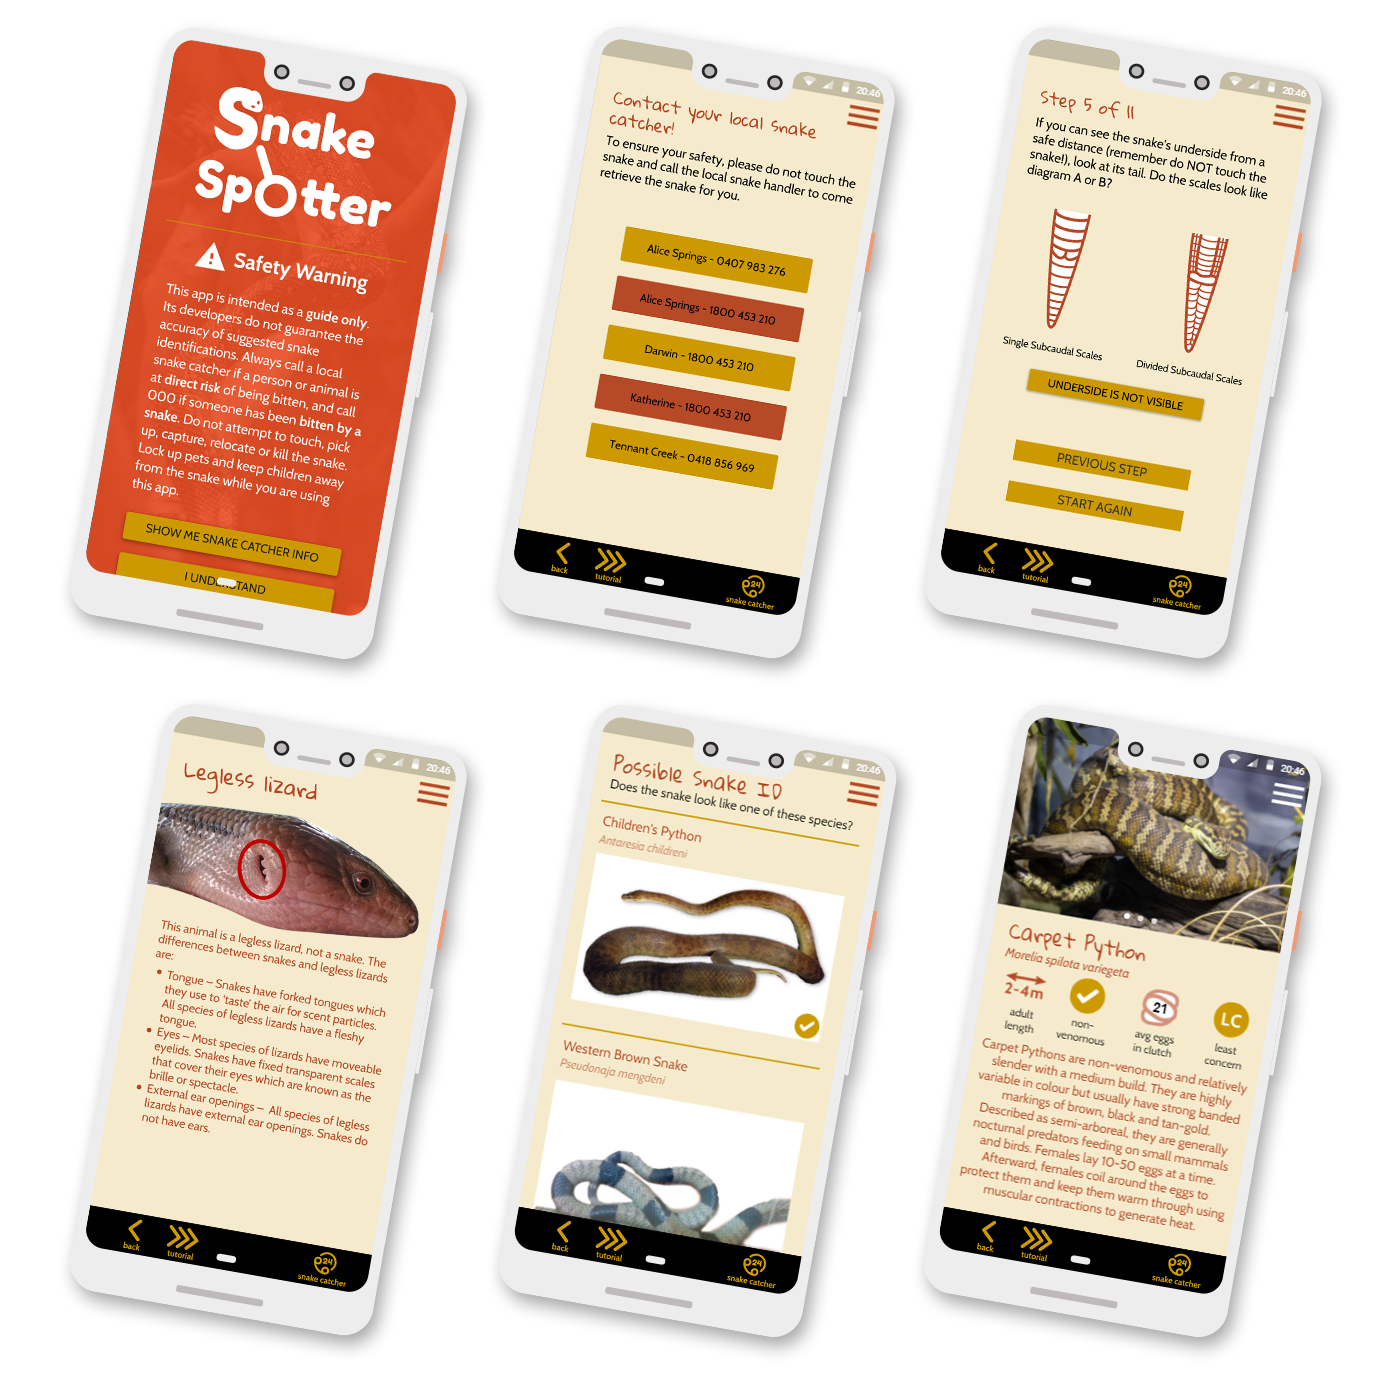 Snake
Spotter
Safety Warning
This app is intended as a guide only.
Its developers do not guarantee the
accuracy of suggested snake
identifications. Always call a local
snake catcher if a person or animal is
at direct risk of being bitten, and call
000 if someone has been bitten by a
snake. Do not attempt to touch, pick
up, capture, relocate or kill the snake.
Lock up pets and keep children away
from the snake while you are using
this app.
SHOW ME SNAKE CATCHER INFO
I UNDERSTAND
20:46
Contact your local snake
catcher!
To ensure your safety, please do not touch the
snake and call the local snake handler to come
retrieve the snake for you.
Alice Springs - 0407 983 276
Alice Springs - 1800 453 210
Darwin - 1800 453 210
Katherine - 1800 453 210
Tennant Creek - 0418 856 969
back
tutorial
24
snake catcher
20:46
Step 5 of 11
If you can see the snake's underside from a
safe distance (remember do NOT touch the
snake!), look at its tail. Do the scales look like
diagram A or B?
Single Subcaudal Scales
Divided Subcaudal Scales
UNDERSIDE IS NOT VISIBLE
PREVIOUS STEP
START AGAIN
back
tutorial
24
snake catcher
20:46
Legless lizard
This animal is a legless lizard, not a snake. The
differences between snakes and legless lizards
are:
• Tongue – Snakes have forked tongues which
they use to 'taste' the air for scent particles.
All species of legless lizards have a fleshy
tongue.
• Eyes – Most species of lizards have moveable
eyelids. Snakes have fixed transparent scales
that cover their eyes which are known as the
brille or spectacle.
• External ear openings – All species of legless
lizards have external ear openings. Snakes do
not have ears.
back
tutorial
24
snake catcher
20:46
Possible Snake ID
Does the snake look like one of these species?
Children's Python
Antaresia childreni
Western Brown Snake
Pseudonaja mengdeni
back
tutorial
24
snake catcher
20:46
Carpet Python
Morelia spilota variegeta
2-4m
adult
length
non-
venomous
21
avg eggs
in clutch
LC
least
concern
Carpet Pythons are non-venomous and relatively
slender with a medium build. They are highly
variable in colour but usually have strong banded
markings of brown, black and tan-gold.
Described as semi-arboreal, they are generally
nocturnal predators feeding on small mammals
and birds. Females lay 10-50 eggs at a time.
Afterward, females coil around the eggs to
protect them and keep them warm through using
muscular contractions to generate heat.
back
tutorial
24
snake catcher